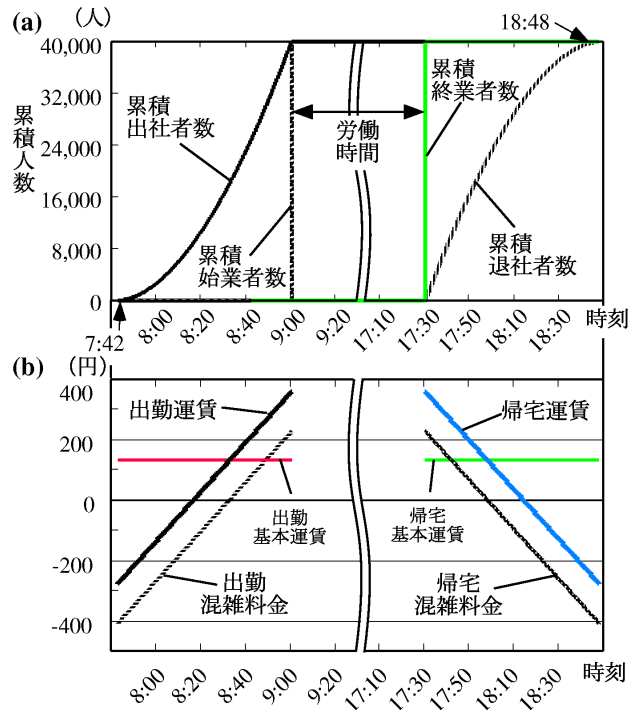 (a)
（人）
18:48
40,000
32,000
24,000
16,000
8,000
0
累積人数
累積
出社者数
累積
始業者数
労働
時間
累積
終業者数
累積
退社者数
7:42
8:00
8:20
8:40
9:00
9:20
17:10
17:30
17:50
18:10
18:30
時刻
(b)
（円）
400
200
0
-200
-400
出勤運賃
帰宅運賃
出勤
基本運賃
帰宅
基本運賃
出勤
混雑料金
帰宅
混雑料金
8:00
8:20
8:40
9:00
9:20
17:10
17:30
17:50
18:10
18:30
時刻